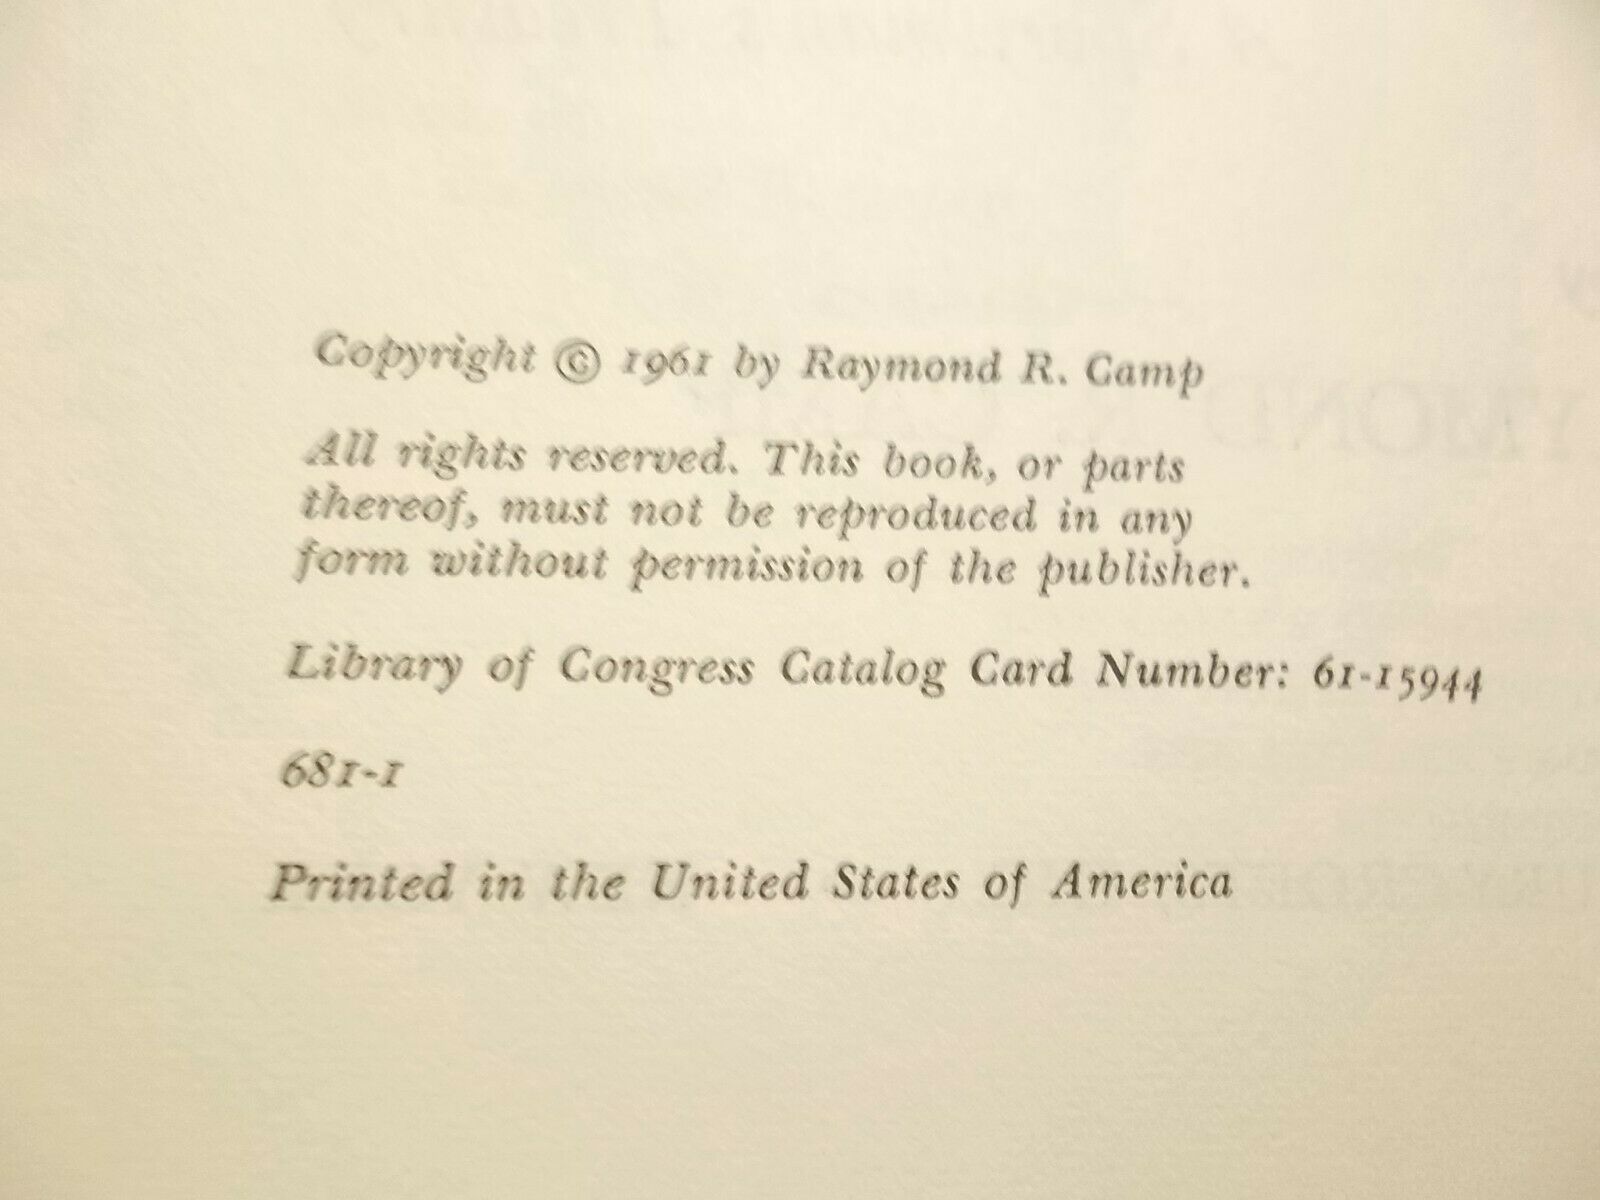 Copyright © 1961 by Raymond R. Camp
All rights reserved. This book, or parts
thereof, must not be reproduced in any
form without permission of the publisher.
Library of Congress Catalog Card Number: 61-15944
681-1
Printed in the United States of America